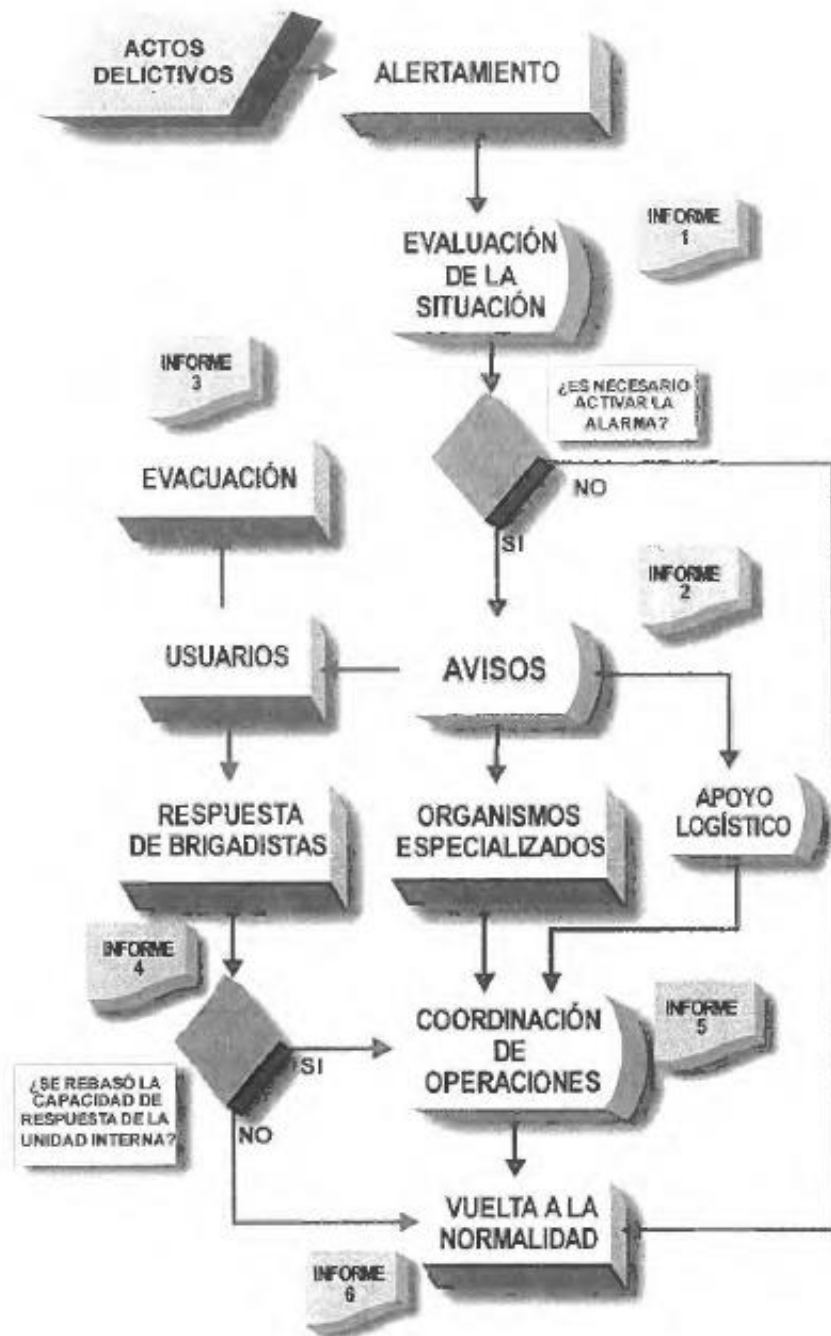 ACTOS
DELICTIVOS
ALERTAMIENTO
EVALUACIÓN
DE LA
SITUACIÓN
INFORME
1
¿ES NECESARIO
ACTIVAR LA
ALARMA?
NO
SI
INFORME
3
EVACUACIÓN
INFORME
2
USUARIOS
AVISOS
RESPUESTA
DE BRIGADISTAS
ORGANISMOS
ESPECIALIZADOS
APOYO
LOGÍSTICO
INFORME
4
¿SE REBASÓ LA
CAPACIDAD DE
RESPUESTA DE LA
UNIDAD INTERNA?
SI
NO
COORDINACIÓN
DE
OPERACIONES
INFORME
5
VUELTA A LA
NORMALIDAD
INFORME
6